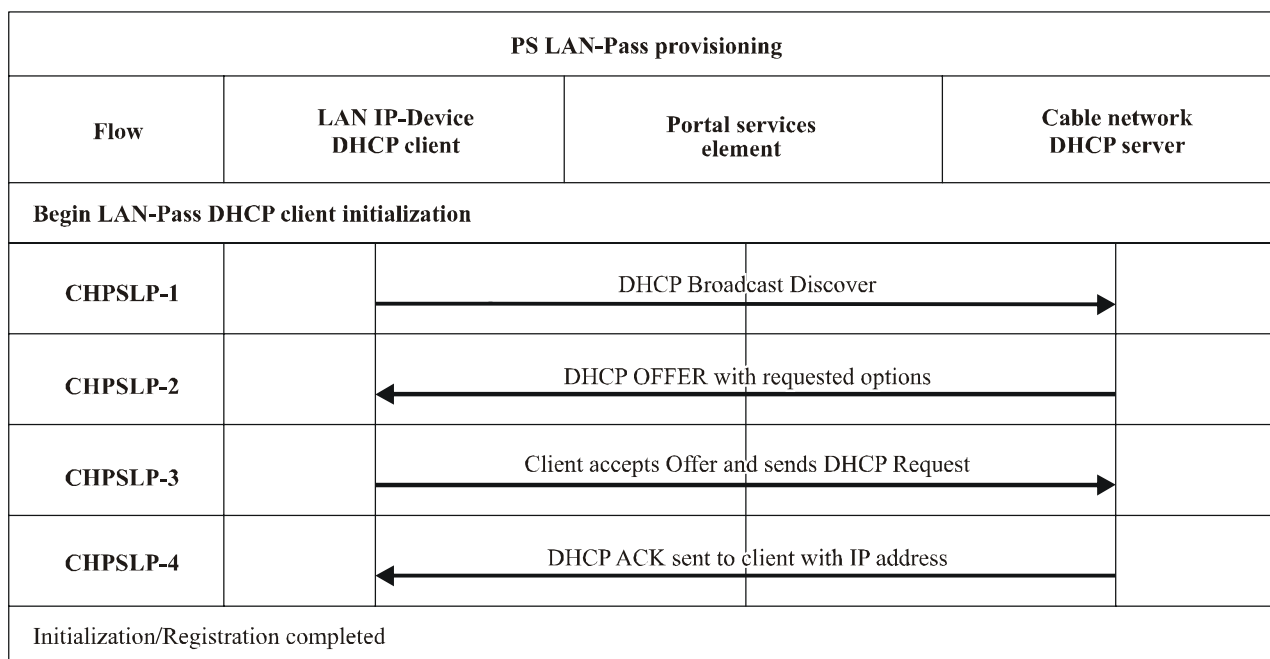 PS LAN-Pass provisioning
Flow
LAN IP-Device
DHCP client
Portal services
element
Cable network
DHCP server
Begin LAN-Pass DHCP client initialization
CHPSLP-1
DHCP Broadcast Discover
CHPSLP-2
DHCP OFFER with requested options
CHPSLP-3
Client accepts Offer and sends DHCP Request
CHPSLP-4
DHCP ACK sent to client with IP address
Initialization/Registration completed